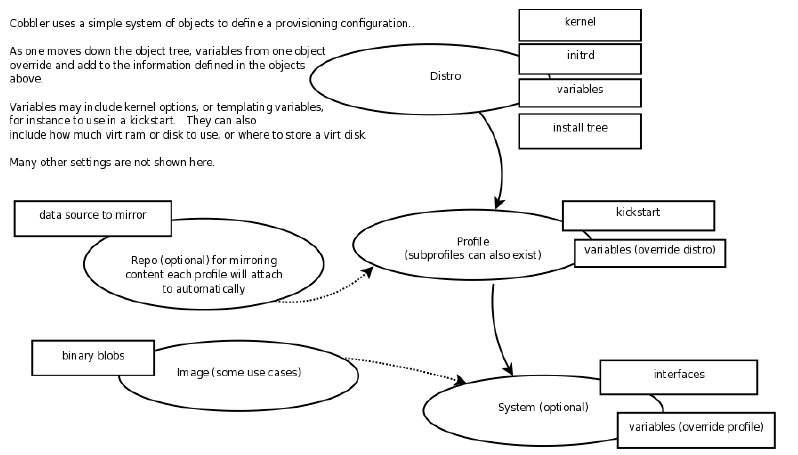 Cobbler uses a simple system of objects to define a provisioning configuration..
As one moves down the object tree, variables from one object
override and add to the information defined in the objects
above.
Variables may include kernel options, or templating variables,
for instance to use in a kickstart. They can also
include how much virt ram or disk to use, or where to store a virt disk.
Many other settings are not shown here.
kernel
initrd
Distro
variables
install tree
data source to mirror
kickstart
Profile
(subprofiles can also exist)
variables (override distro)
Repo (optional) for mirroring
content each profile will attach
to automatically
binary blobs
Image (some use cases)
interfaces
System (optional)
variables (override profile)